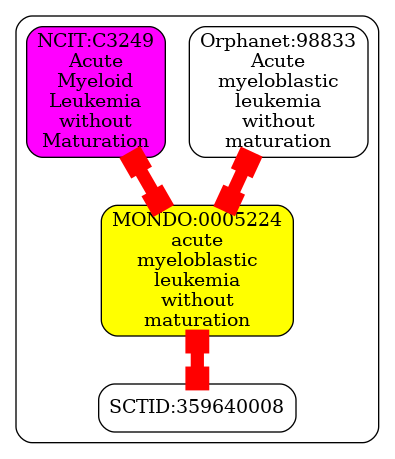 NCIT:C3249
Acute
Myeloid
Leukemia
without
Maturation
Orphanet:98833
Acute
myeloblastic
leukemia
without
maturation
MONDO:0005224
acute
myeloblastic
leukemia
without
maturation
SCTID:359640008